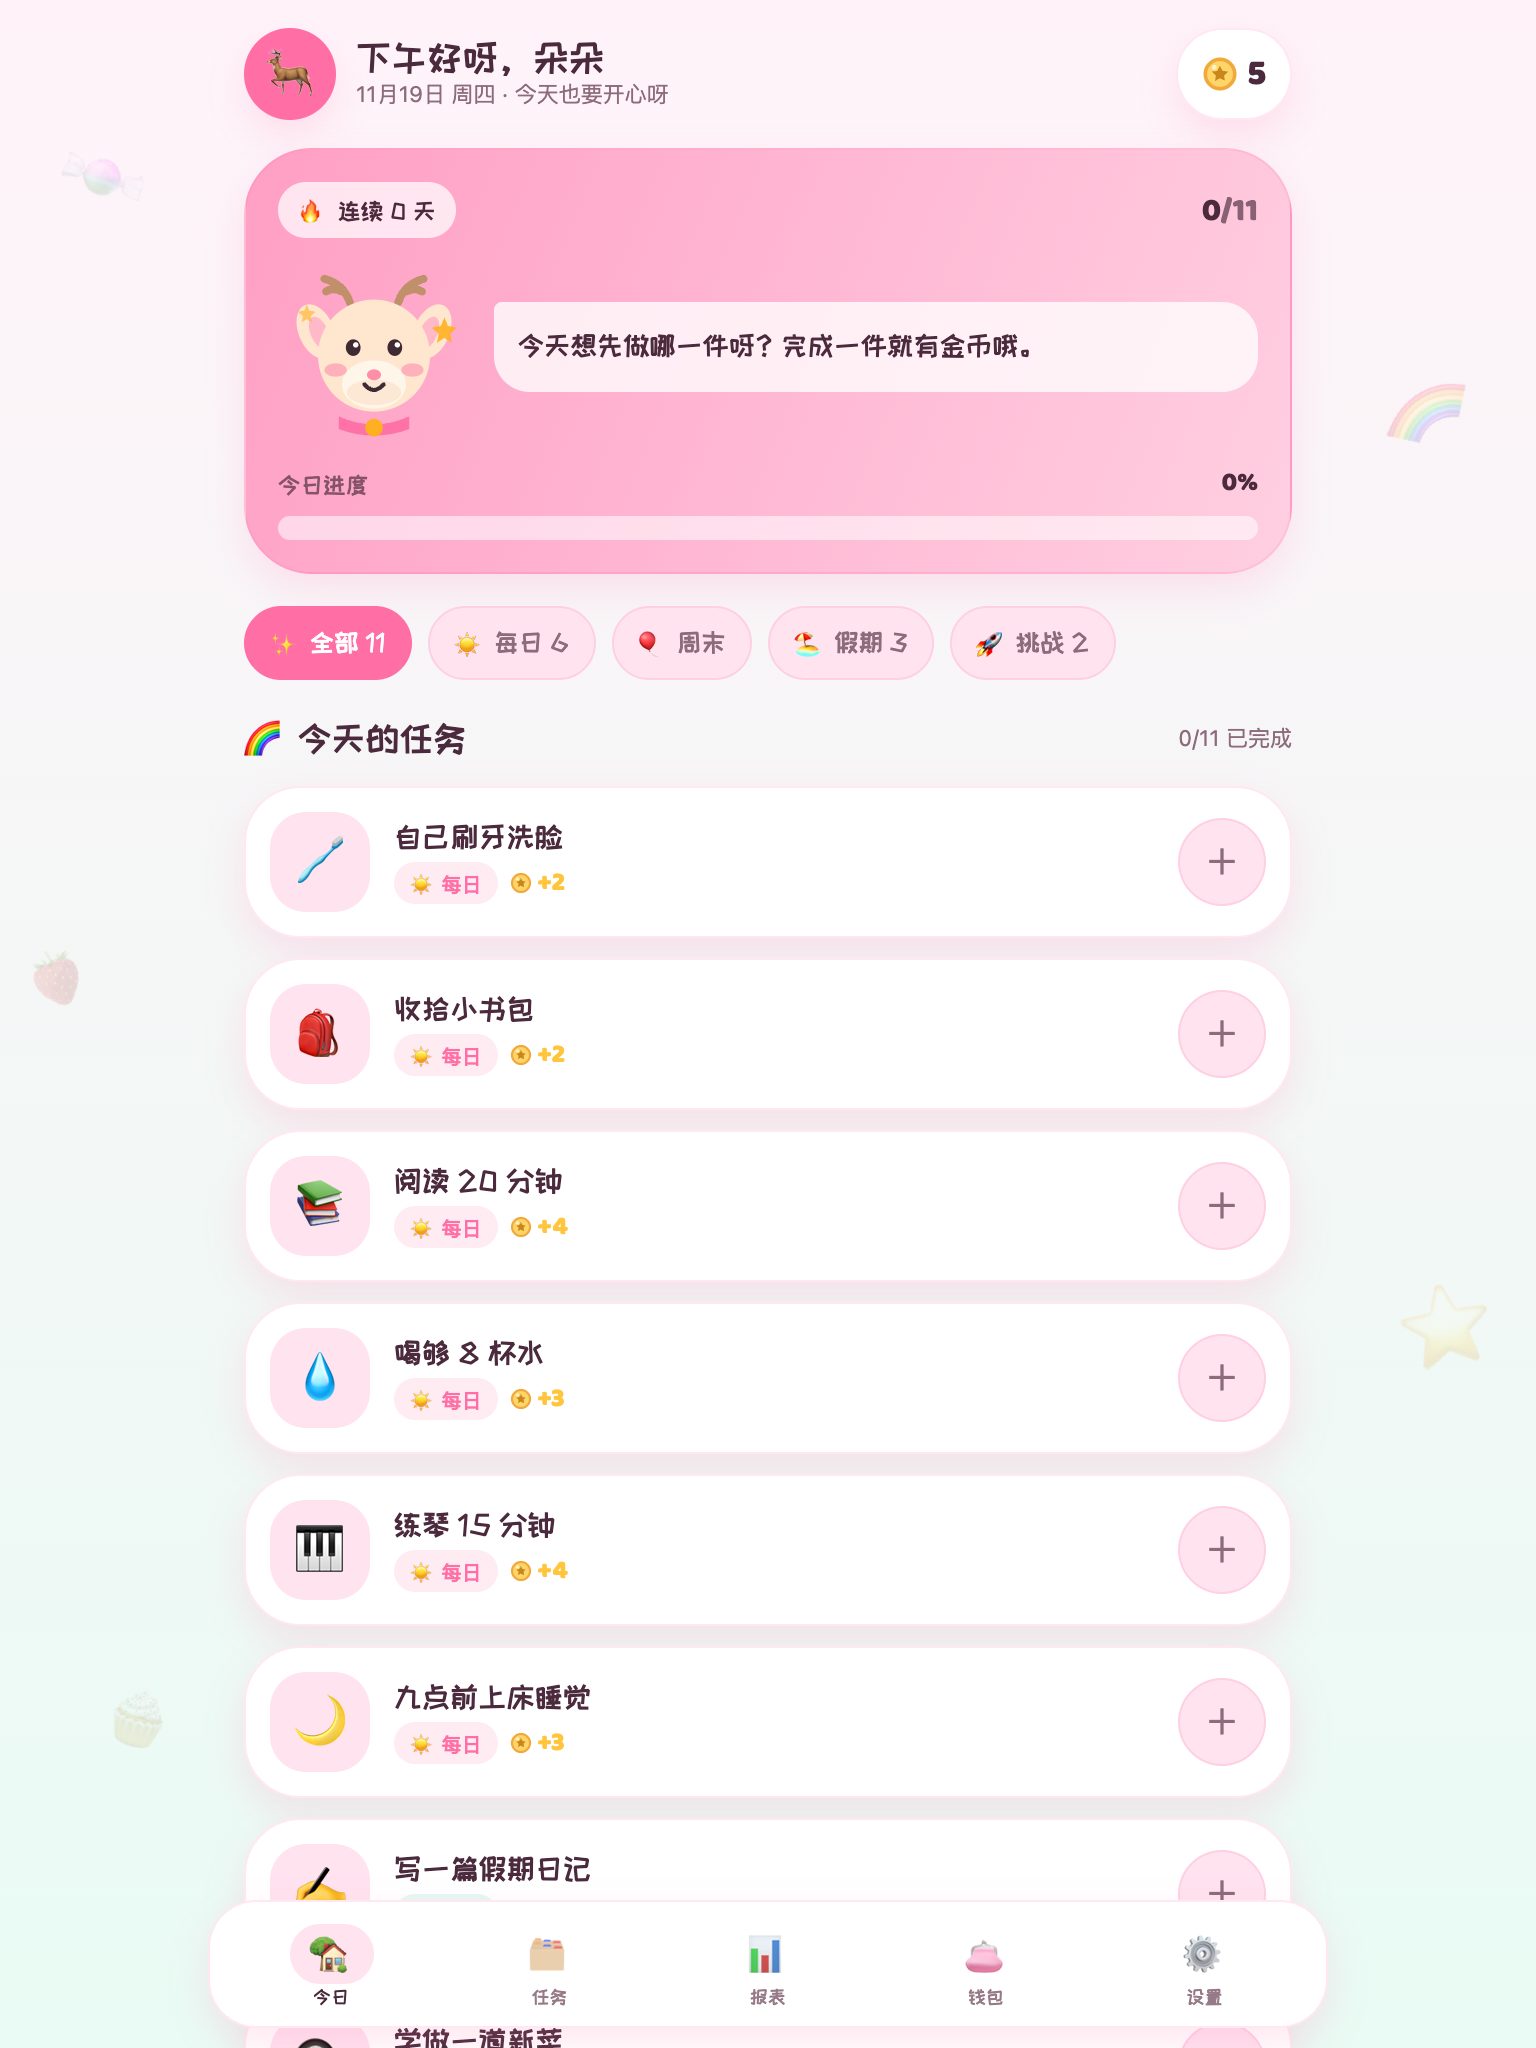 下午好呀，朵朵
11月19日 周四 · 今天也要开心呀
5
连续 0 天
0/11
今天想先做哪一件呀？完成一件就有金币哦。
今日进度
0%
全部 11
每日 6
周末
假期 3
挑战 2
今天的任务
0/11 已完成
自己刷牙洗脸
每日 +2
收拾小书包
每日 +2
阅读 20 分钟
每日 +4
喝够 8 杯水
每日 +3
练琴 15 分钟
每日 +4
九点前上床睡觉
每日 +3
写一篇假期日记
今日
任务
报表
钱包
设置
学做一道新菜